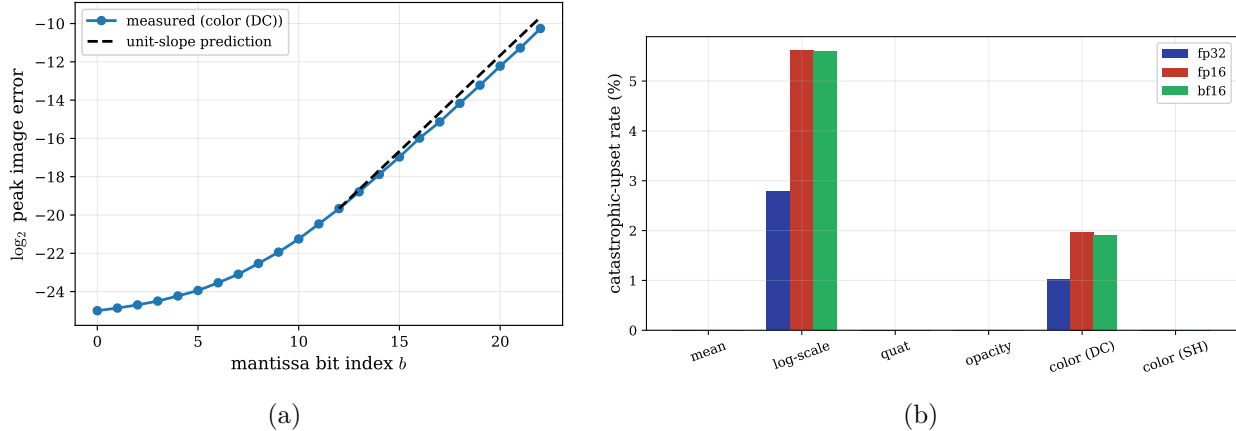 measured (color (DC))
unit-slope prediction
log₂ peak image error
−10
−12
−14
−16
−18
−20
−22
−24
0
5
10
15
20
mantissa bit index b
(a)
fp32
fp16
bf16
catastrophic-upset rate (%)
5
4
3
2
1
0
mean
log-scale
quat
opacity
color (DC)
color (SH)
(b)